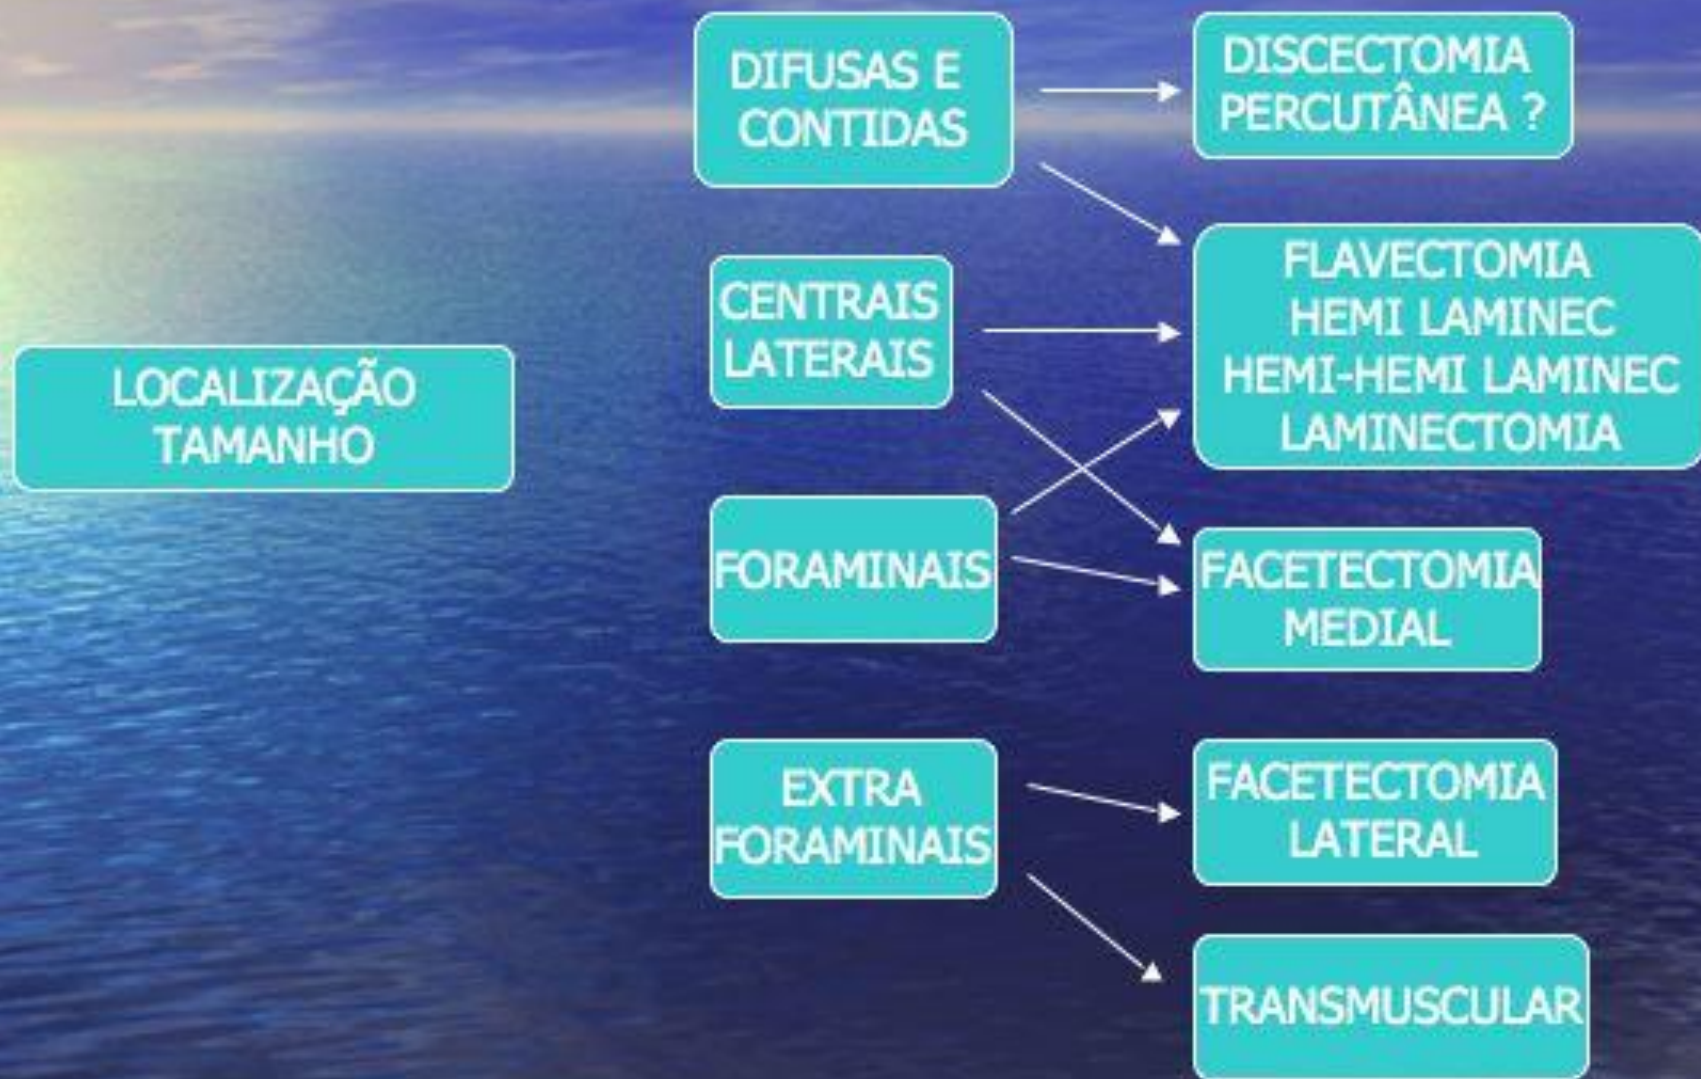 LOCALIZAÇÃO
TAMANHO
DIFUSAS E
CONTIDAS
CENTRAIS
LATERAIS
FORAMINAIS
EXTRA
FORAMINAIS
DISCECTOMIA
PERCUTÂNEA ?
FLAVECTOMIA
HEMI LAMINEC
HEMI-HEMI LAMINEC
LAMINECTOMIA
FACETECTOMIA
MEDIAL
FACETECTOMIA
LATERAL
TRANSMUSCULAR